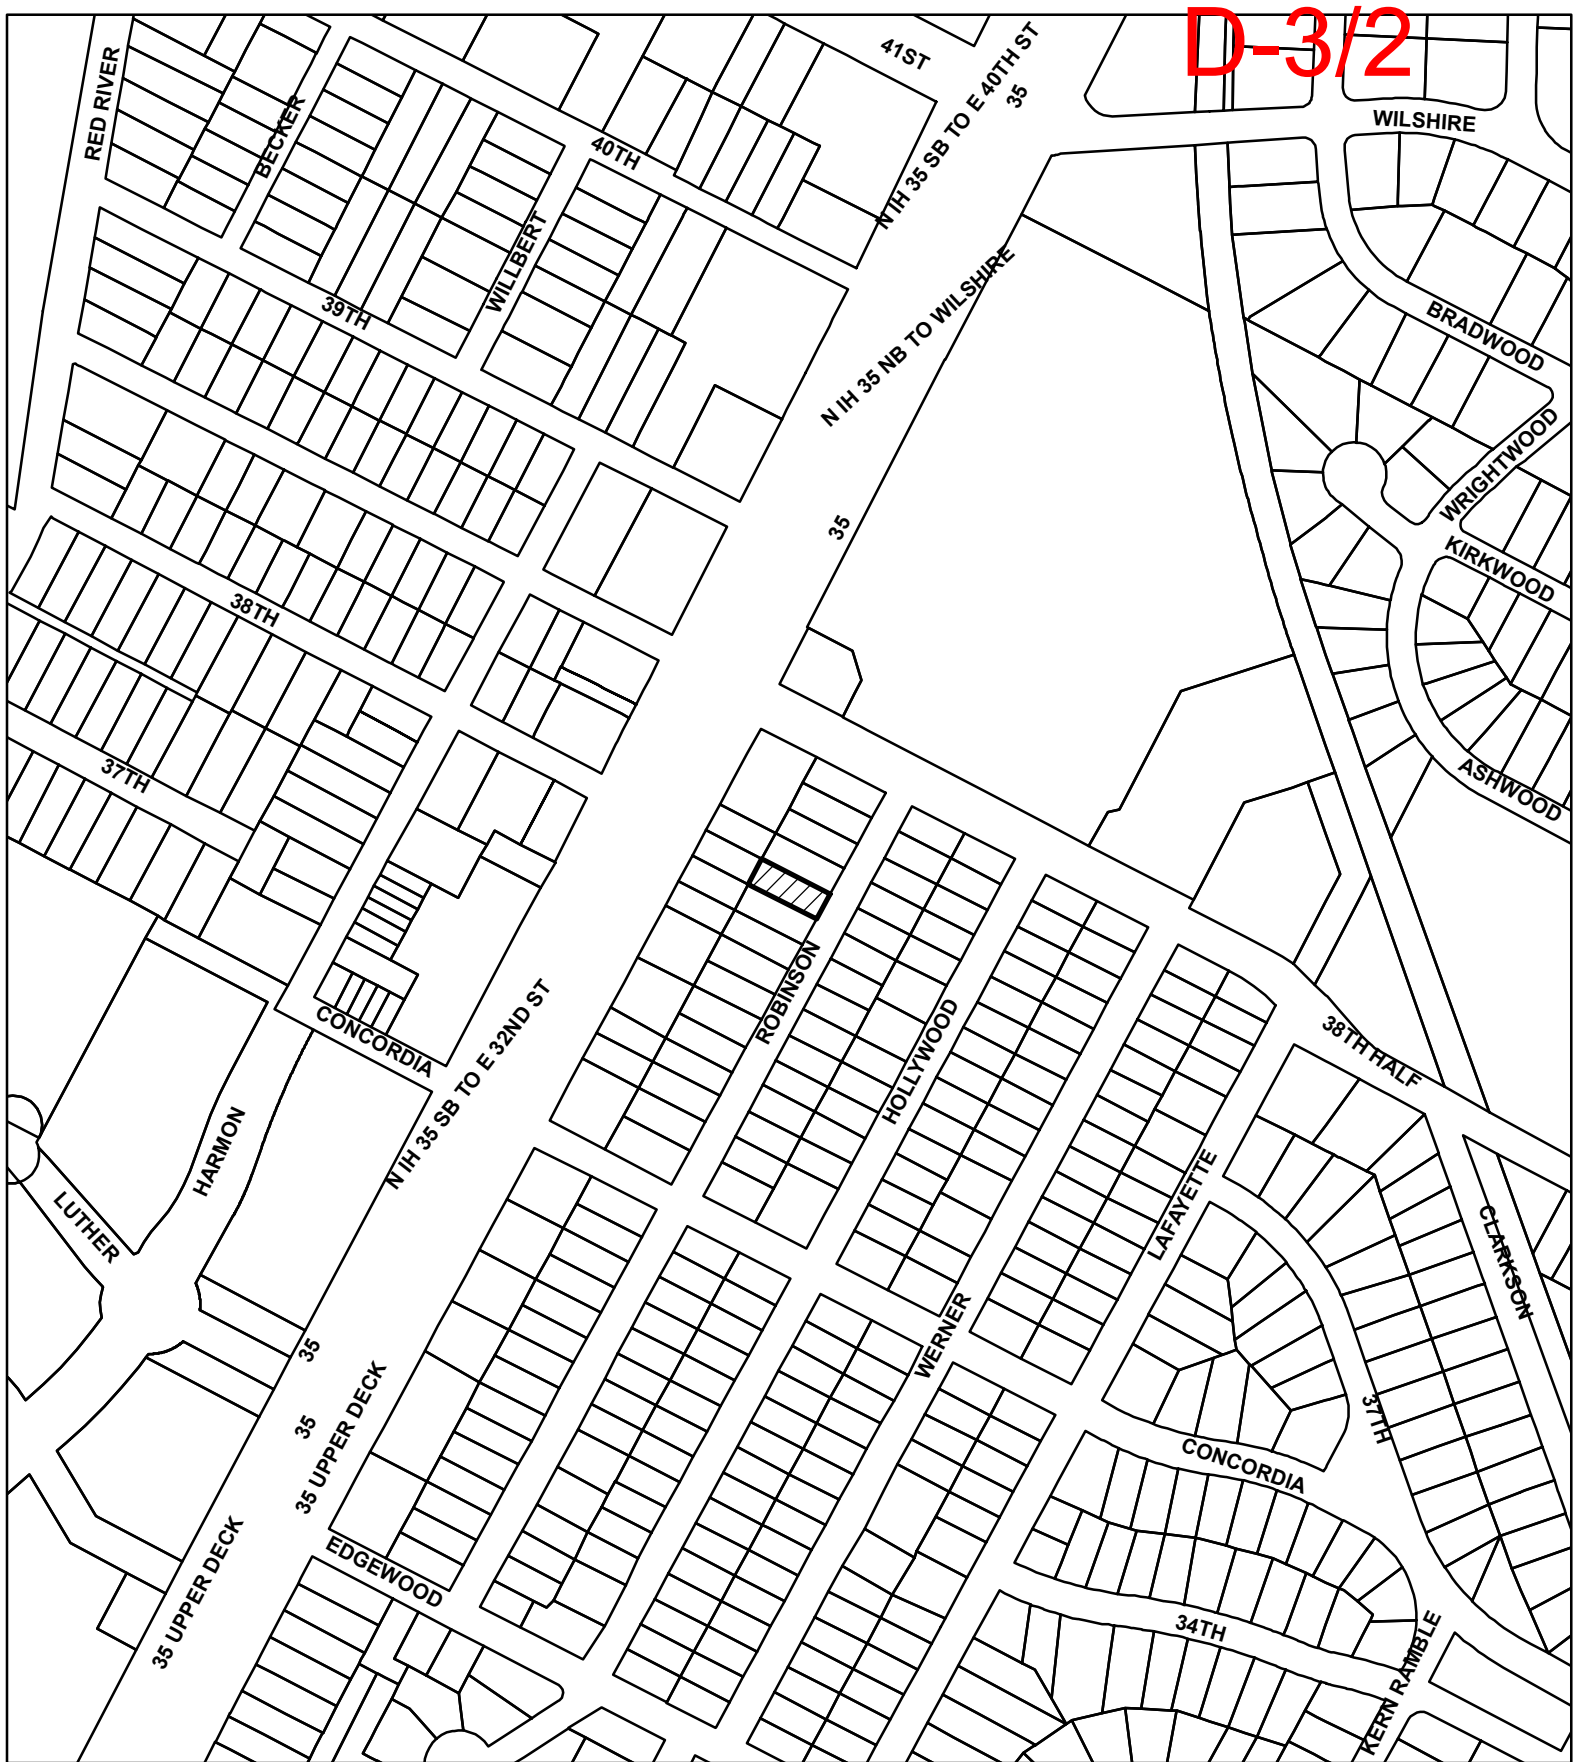 D-3/2
41ST
N IH 35 SB TO E 40TH ST
35
RED RIVER
BECKER
40TH
WILSHIRE
WILLBERT
N IH 35 NB TO WILSHIRE
39TH
BRADWOOD
WRIGHTWOOD
35
KIRKWOOD
38TH
37TH
ASHWOOD
ROBINSON
CONCORDIA
N IH 35 SB TO E 32ND ST
HOLLYWOOD
38TH HALF
HARMON
LUTHER
LAFAYETTE
CLARKSON
WERNER
35
35
35 UPPER DECK
37TH
CONCORDIA
35 UPPER DECK
EDGEWOOD
34TH
KERN RAMBLE